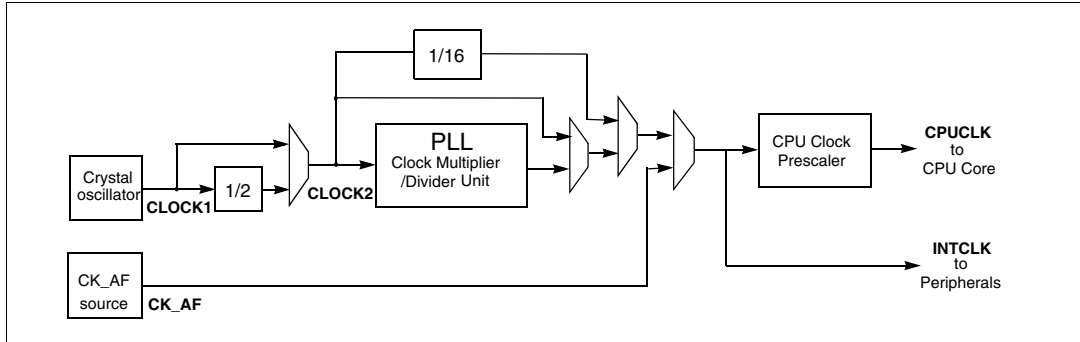 1/16
PLL
Clock Multiplier
/Divider Unit
Crystal
oscillator
CLOCK1
1/2
CLOCK2
CPU Clock
Prescaler
CPUCLK
to
CPU Core
CK_AF
source
CK_AF
INTCLK
to
Peripherals